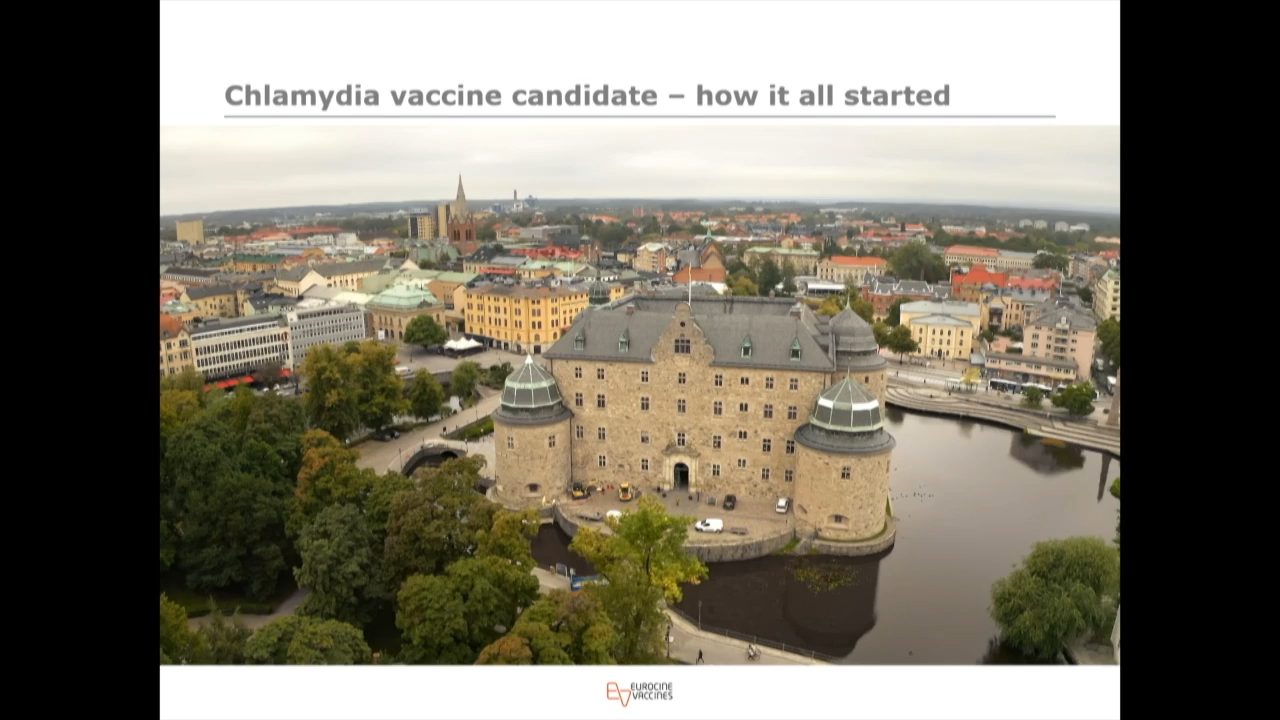 Chlamydia vaccine candidate – how it all started
EUROCINE
VACCINES